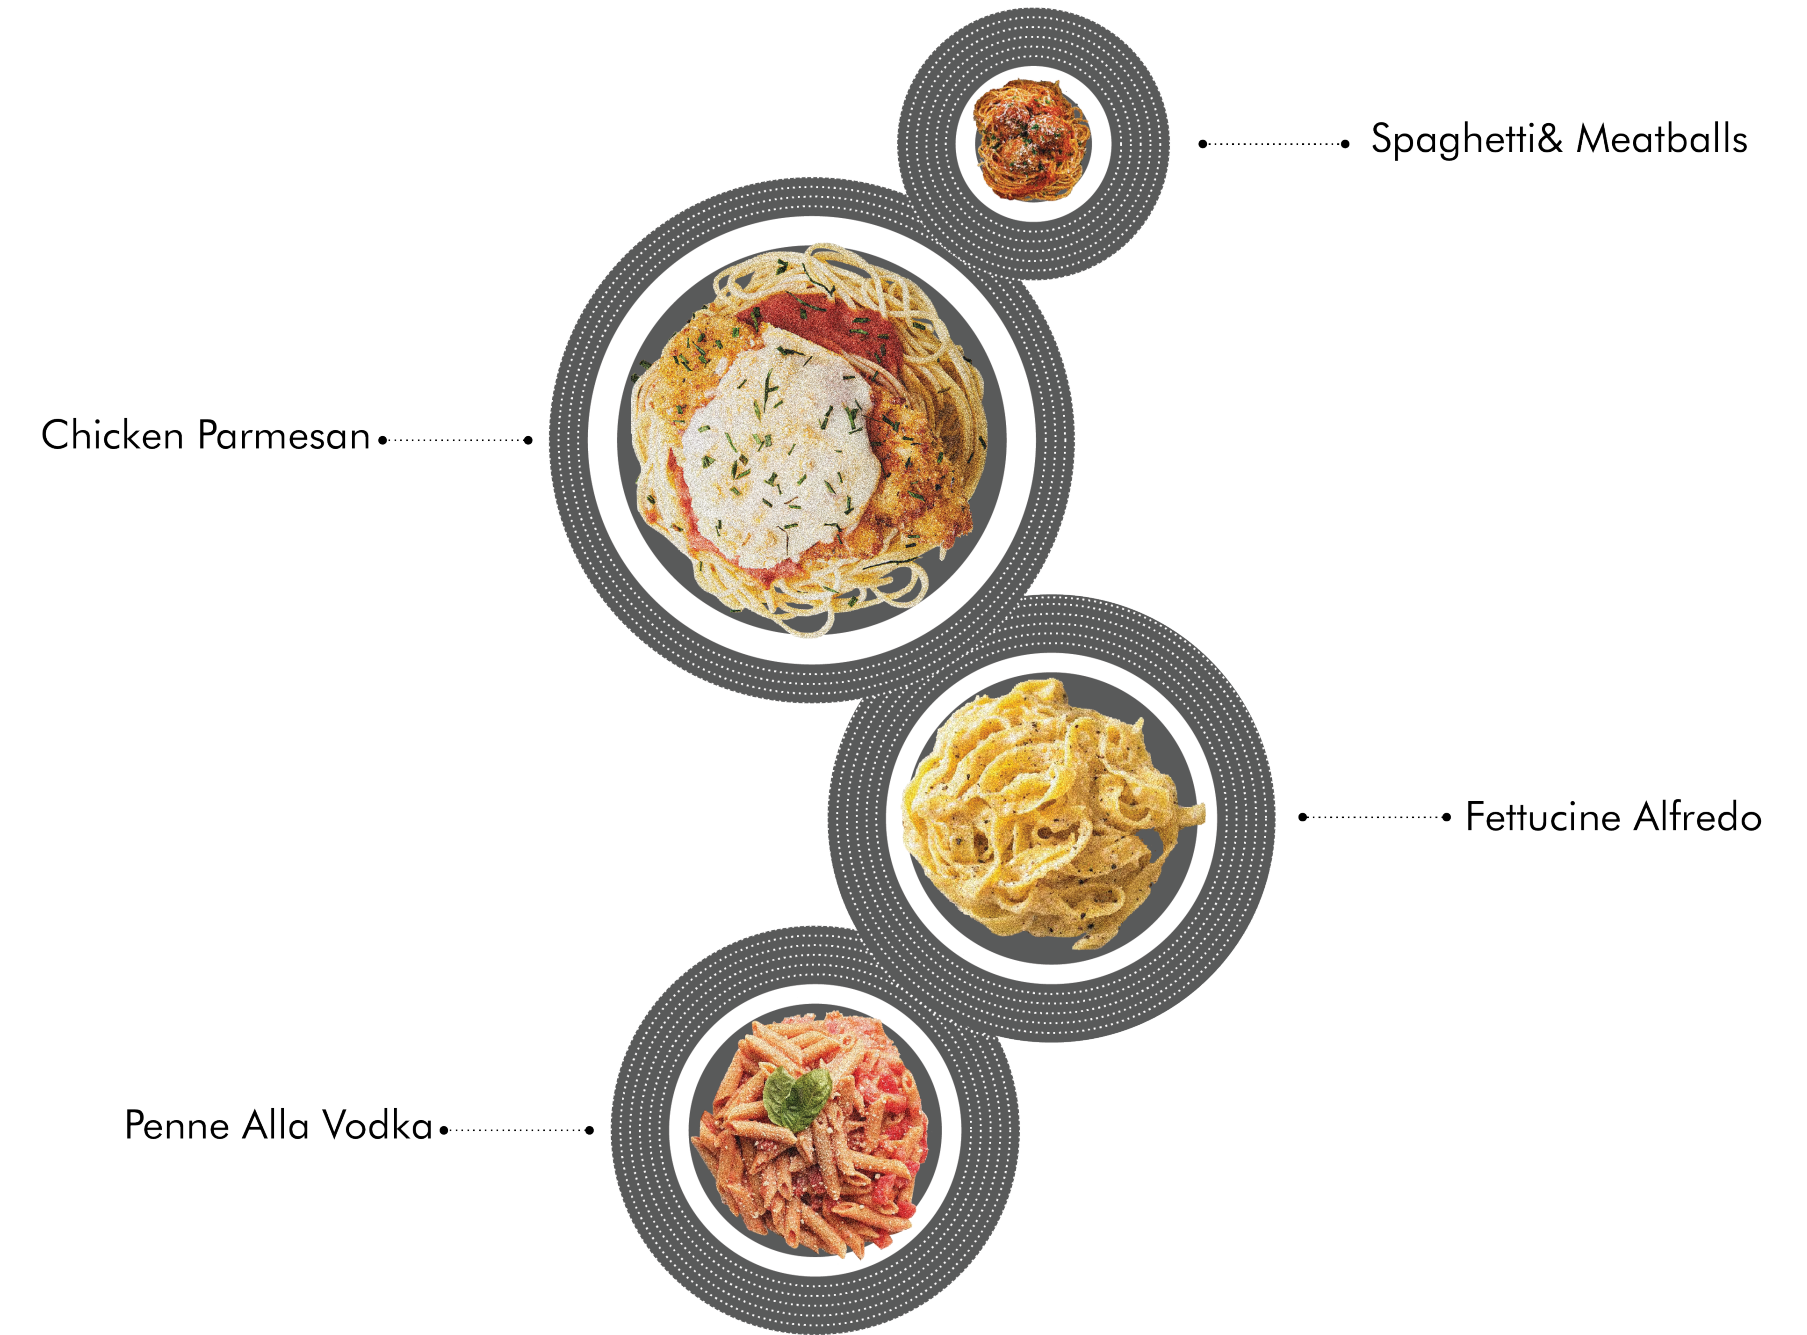 Spaghetti& Meatballs
Chicken Parmesan
Fettucine Alfredo
Penne Alla Vodka